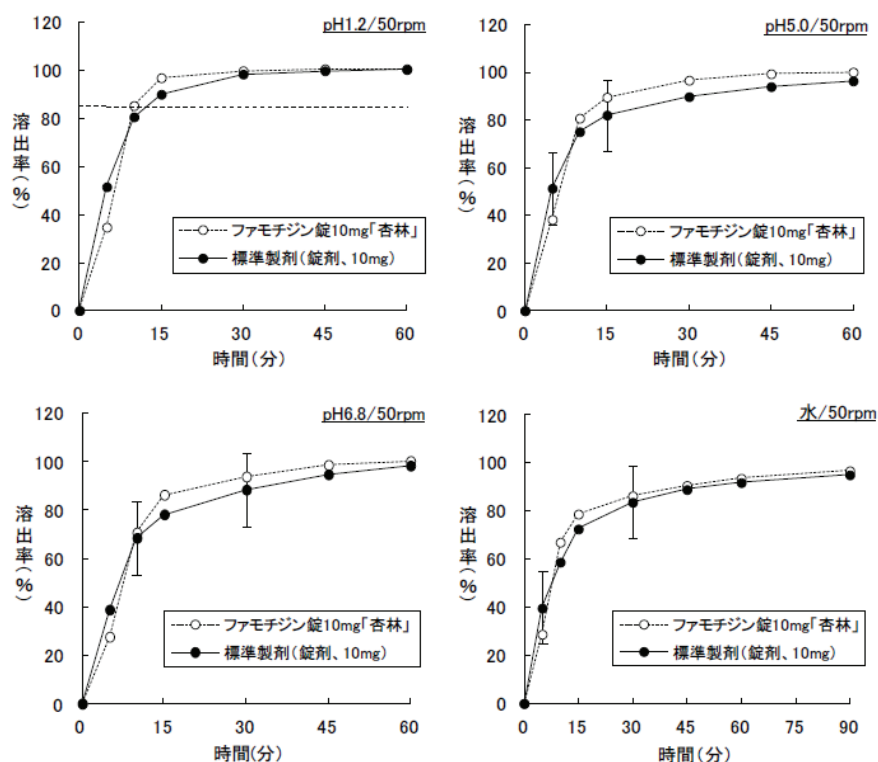 pH1.2/50rpm
120
100
80
60
40
20
0
溶出率(%)
ファモチジン錠10mg「杏林」
標準製剤(錠剤、10mg)
0 15 30 45 60
時間(分)
pH5.0/50rpm
120
100
80
60
40
20
0
溶出率(%)
ファモチジン錠10mg「杏林」
標準製剤(錠剤、10mg)
0 15 30 45 60
時間(分)
pH6.8/50rpm
120
100
80
60
40
20
0
溶出率(%)
ファモチジン錠10mg「杏林」
標準製剤(錠剤、10mg)
0 15 30 45 60
時間(分)
水/50rpm
120
100
80
60
40
20
0
溶出率(%)
ファモチジン錠10mg「杏林」
標準製剤(錠剤、10mg)
0 15 30 45 60 75 90
時間(分)